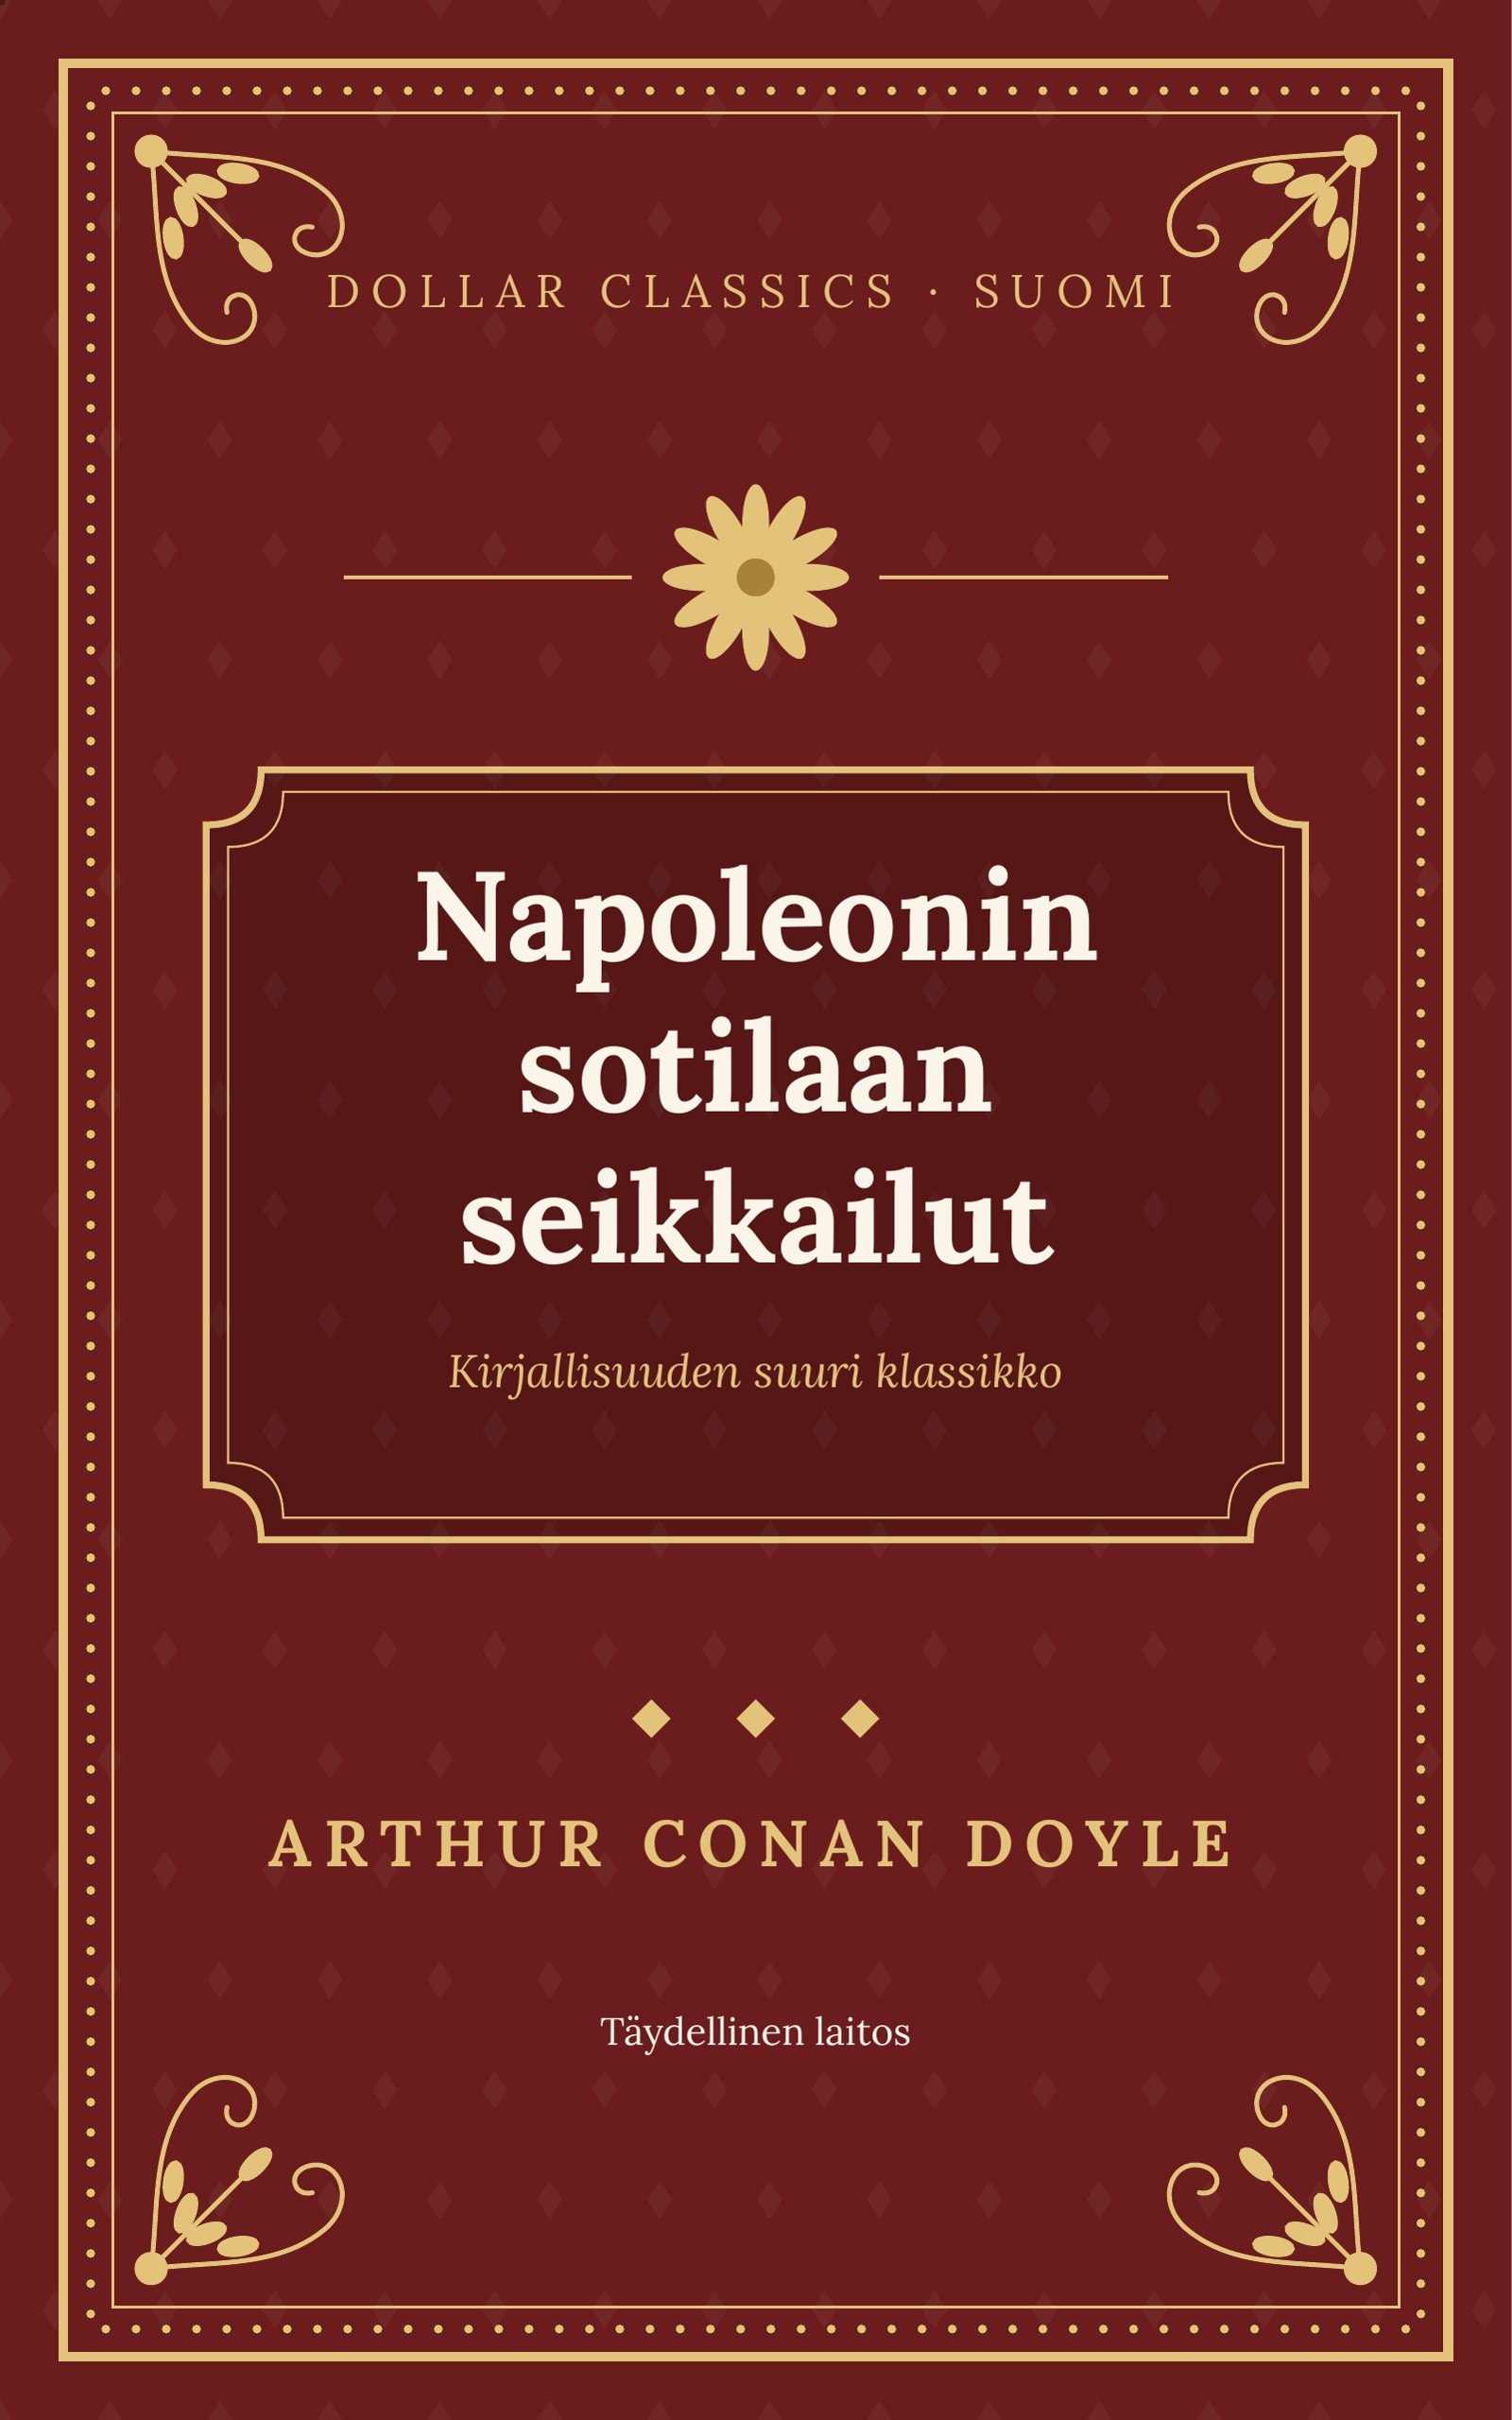 DOLLAR CLASSICS · SUOMI
Napoleonin
sotilaan
seikkailut
Kirjallisuuden suuri klassikko
ARTHUR CONAN DOYLE
Täydellinen laitos